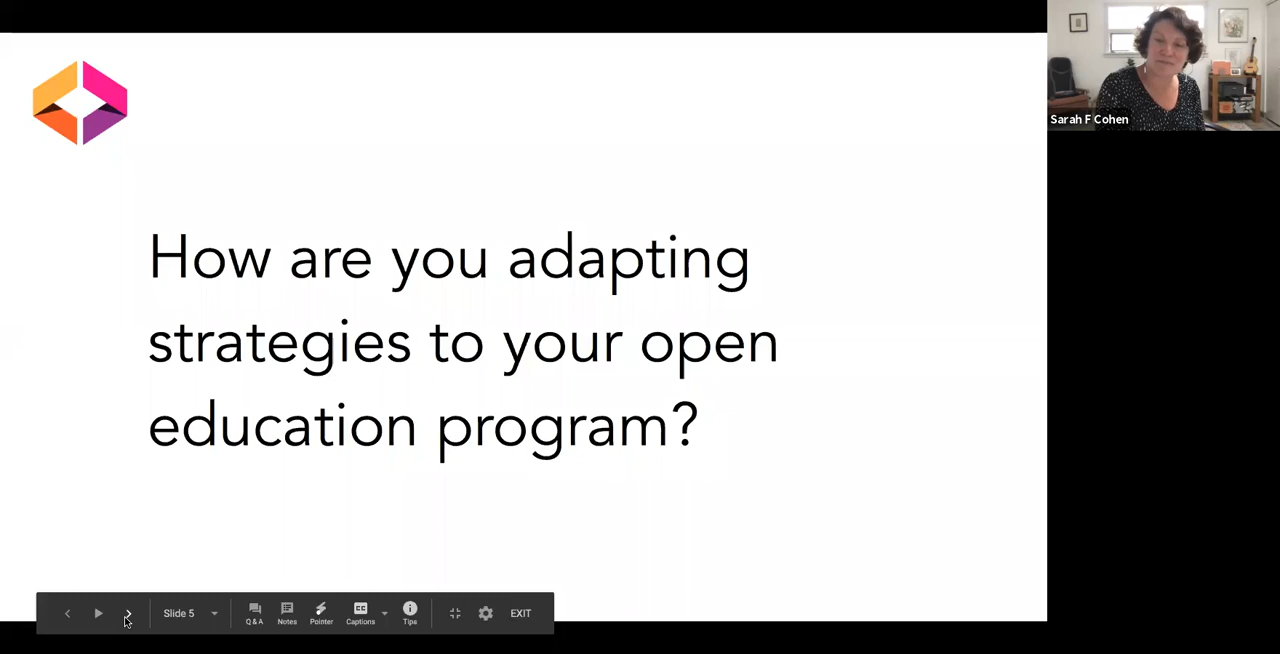 Sarah F Cohen
How are you adapting
strategies to your open
education program?
Slide 5
Q & A
Notes
Pointer
CC
Captions
Tips
EXIT